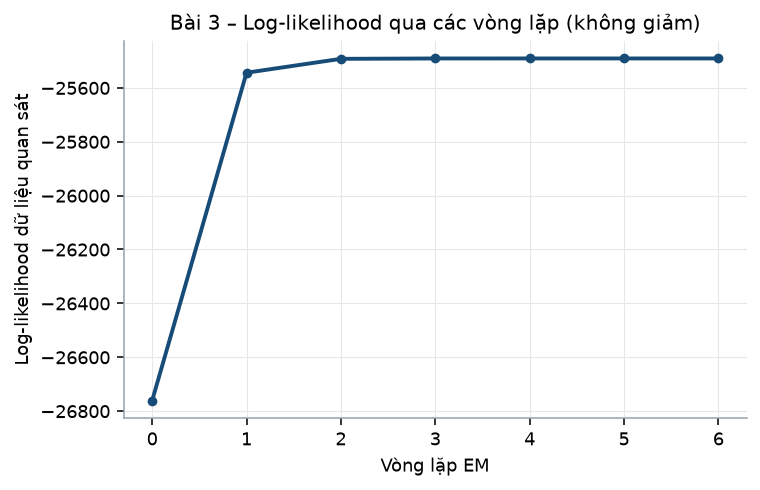 Bài 3 – Log-likelihood qua các vòng lặp (không giảm)
Log-likelihood dữ liệu quan sát
−25600
−25800
−26000
−26200
−26400
−26600
−26800
0 1 2 3 4 5 6
Vòng lặp EM